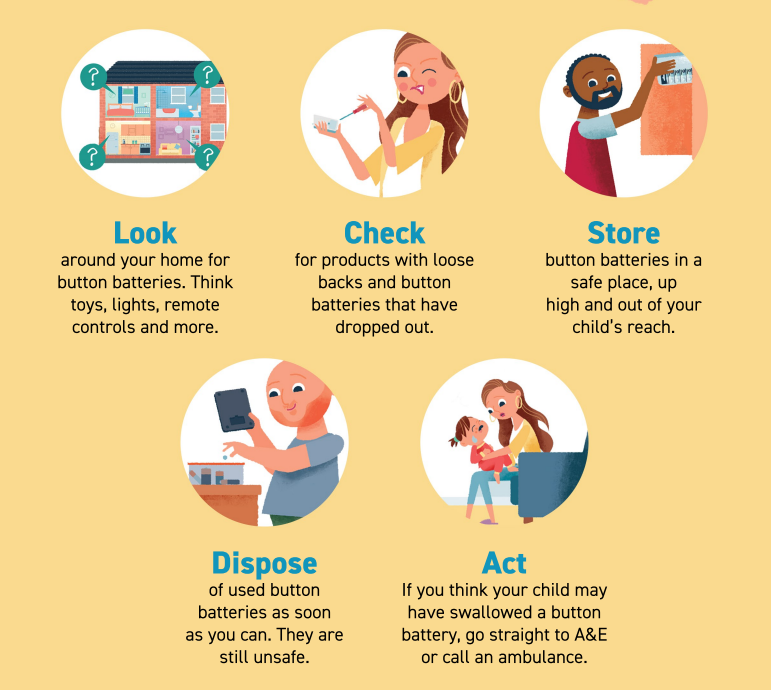 ?
?
?
?
Look
around your home for
button batteries. Think
toys, lights, remote
controls and more.
Check
for products with loose
backs and button
batteries that have
dropped out.
Store
button batteries in a
safe place, up
high and out of your
child's reach.
Dispose
of used button
batteries as soon
as you can. They are
still unsafe.
Act
If you think your child may
have swallowed a button
battery, go straight to A&E
or call an ambulance.